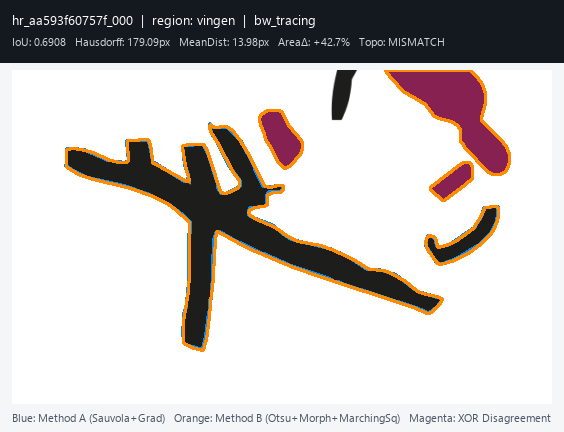 hr_aa593f60757f_000 | region: vingen | bw_tracing
IoU: 0.6908 Hausdorff: 179.09px MeanDist: 13.98px AreaΔ: +42.7% Topo: MISMATCH
Blue: Method A (Sauvola+Grad) Orange: Method B (Otsu+Morph+MarchingSq) Magenta: XOR Disagreement